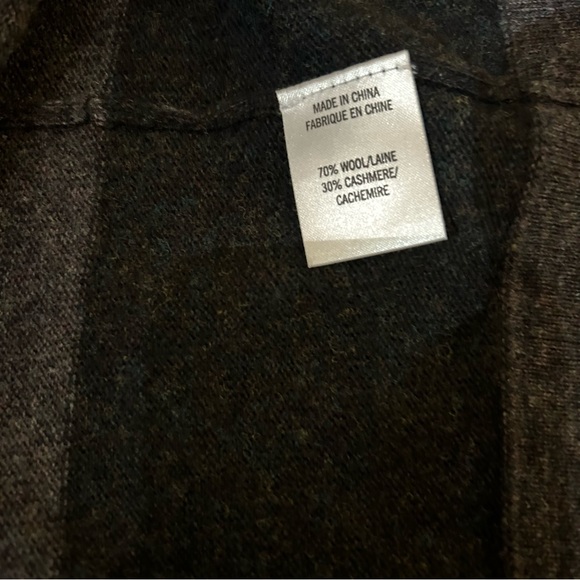 MADE IN CHINA
FABRIQUE EN CHINE
70% WOOL/LAINE
30% CASHMERE/
CACHEMIRE